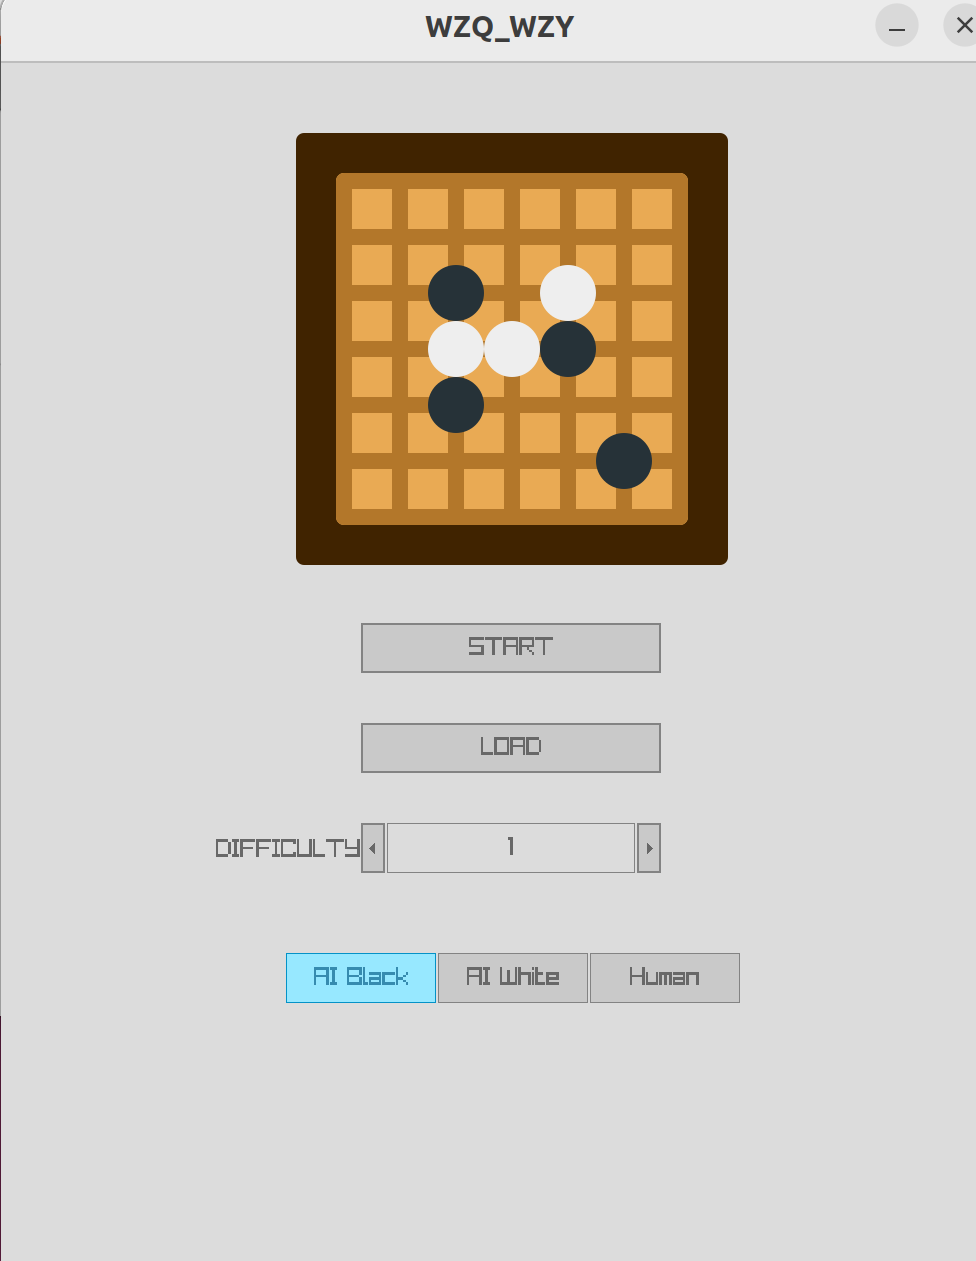 WZQ_WZY
START
LOAD
DIFFICULTY 1
AI Black AI White Human